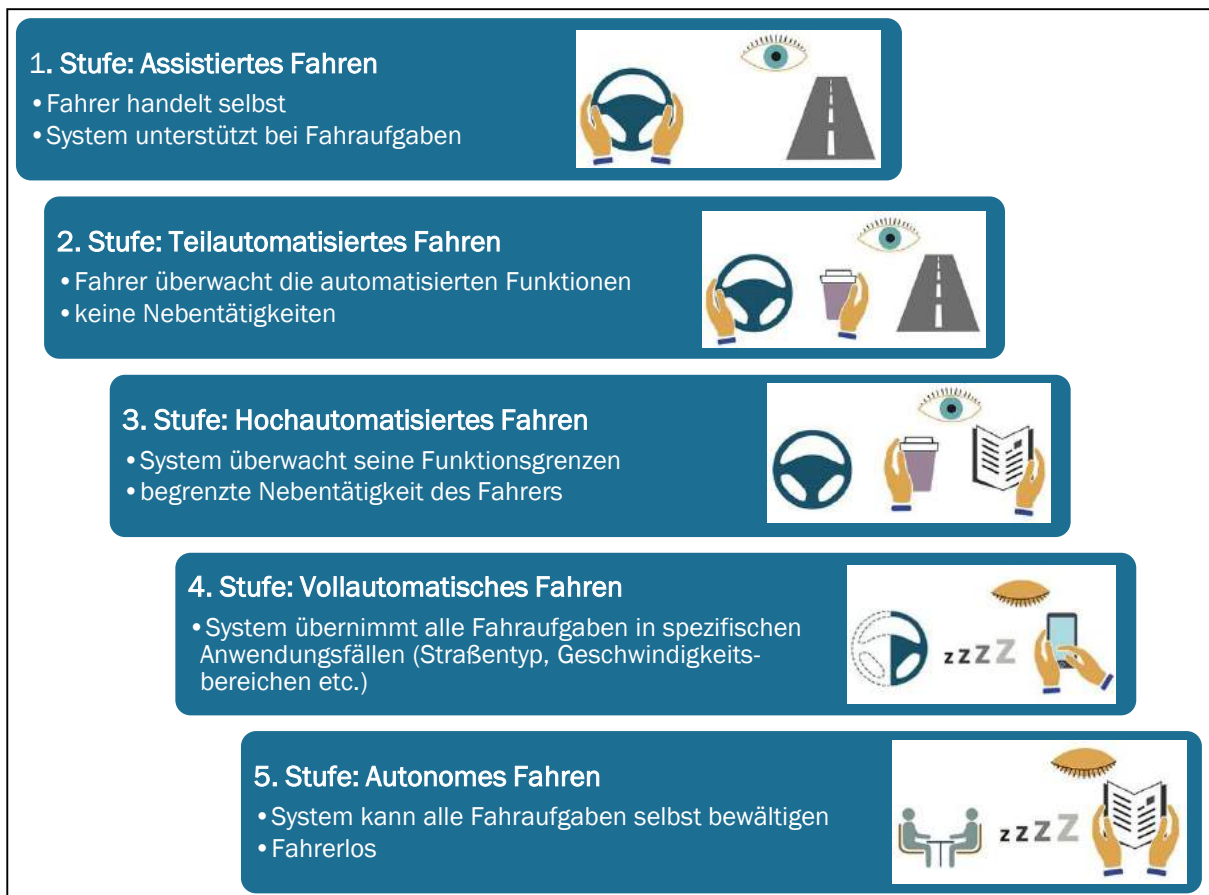 1. Stufe: Assistiertes Fahren
• Fahrer handelt selbst
• System unterstützt bei Fahraufgaben
2. Stufe: Teilautomatisiertes Fahren
• Fahrer überwacht die automatisierten Funktionen
• keine Nebentätigkeiten
3. Stufe: Hochautomatisiertes Fahren
• System überwacht seine Funktionsgrenzen
• begrenzte Nebentätigkeit des Fahrers
4. Stufe: Vollautomatisches Fahren
• System übernimmt alle Fahraufgaben in spezifischen
Anwendungsfällen (Straßentyp, Geschwindigkeits-
bereichen etc.)
zzZZ
5. Stufe: Autonomes Fahren
• System kann alle Fahraufgaben selbst bewältigen
• Fahrerlos
zzZZ